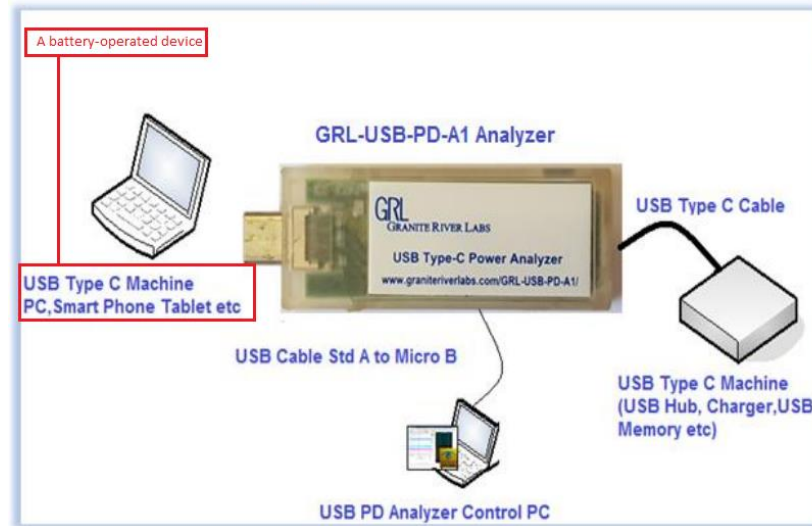 A battery-operated device
GRL-USB-PD-A1 Analyzer
GRL
GRANITE RIVER LABS
USB Type-C Power Analyzer
www.graniteriverlabs.com/GRL-USB-PD-A1/
USB Type C Cable
USB Type C Machine
PC,Smart Phone Tablet etc
USB Cable Std A to Micro B
USB Type C Machine
(USB Hub, Charger,USB
Memory etc)
USB PD Analyzer Control PC